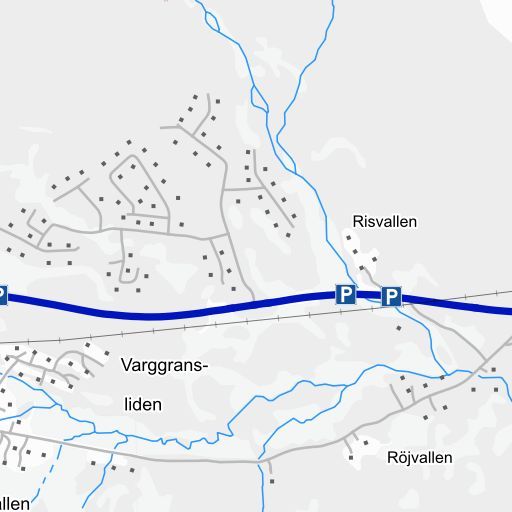 Risvallen
P
P
P
Varggrans-
liden
Röjvallen
allen